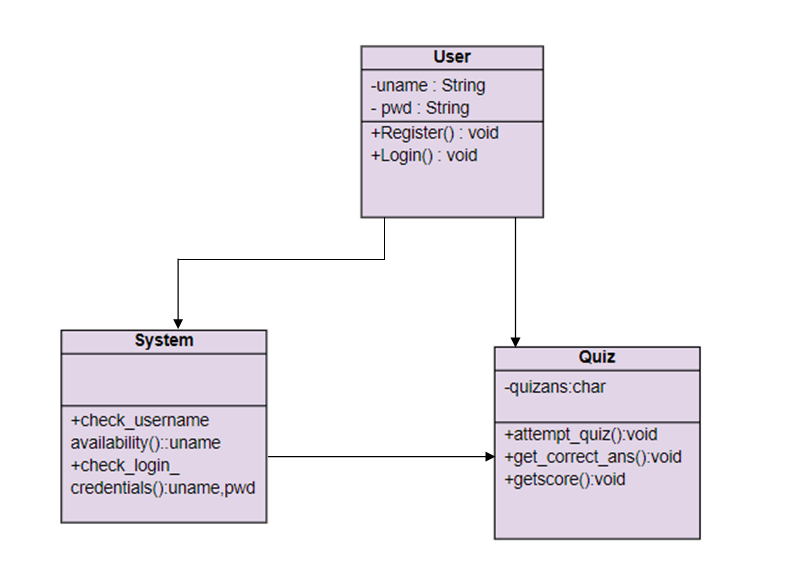 User
-uname : String
- pwd : String
+Register() : void
+Login() : void
System
+check_username
availability()::uname
+check_login_
credentials():uname,pwd
Quiz
-quizans:char
+attempt_quiz():void
+get_correct_ans():void
+getscore():void